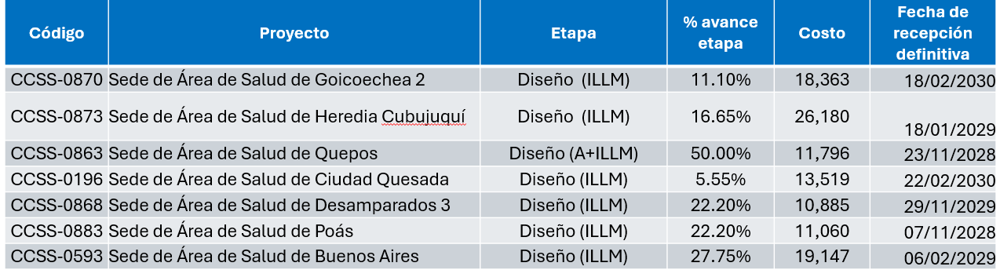 Código Proyecto Etapa % avance etapa Costo Fecha de recepción definitiva
CCSS-0870 Sede de Área de Salud de Goicoechea 2 Diseño (ILLM) 11.10% 18,363 18/02/2030
CCSS-0873 Sede de Área de Salud de Heredia Cubujuquí Diseño (ILLM) 16.65% 26,180 18/01/2029
CCSS-0863 Sede de Área de Salud de Quepos Diseño (A+ILLM) 50.00% 11,796 23/11/2028
CCSS-0196 Sede de Área de Salud de Ciudad Quesada Diseño (ILLM) 5.55% 13,519 22/02/2030
CCSS-0868 Sede de Área de Salud de Desamparados 3 Diseño (ILLM) 22.20% 10,885 29/11/2029
CCSS-0883 Sede de Área de Salud de Poás Diseño (ILLM) 22.20% 11,060 07/11/2028
CCSS-0593 Sede de Área de Salud de Buenos Aires Diseño (ILLM) 27.75% 19,147 06/02/2029